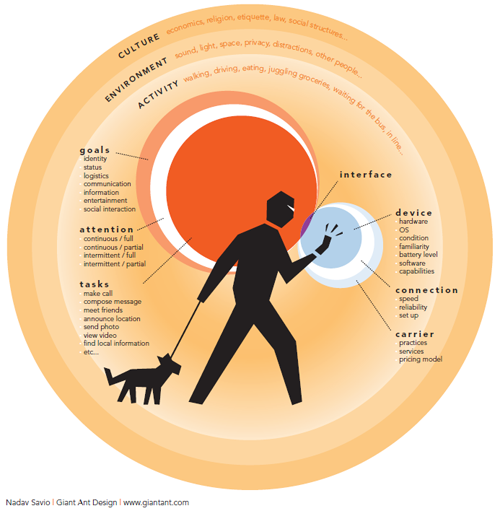 CULTURE economics, religion, etiquette, law, social structures...
ENVIRONMENT sound, light, space, privacy, distractions, other people...
ACTIVITY walking, driving, eating, juggling groceries, waiting for the bus, in line...
goals
identity
status
logistics
communication
information
entertainment
social interaction
attention
continuous / full
continuous / partial
intermittent / full
intermittent / partial
tasks
make call
compose message
meet friends
announce location
send photo
view video
find local information
etc...
interface
device
hardware
OS
condition
familiarity
battery level
software
capabilities
connection
speed
reliability
set up
carrier
practices
services
pricing model
Nadav Savio | Giant Ant Design | www.giantant.com